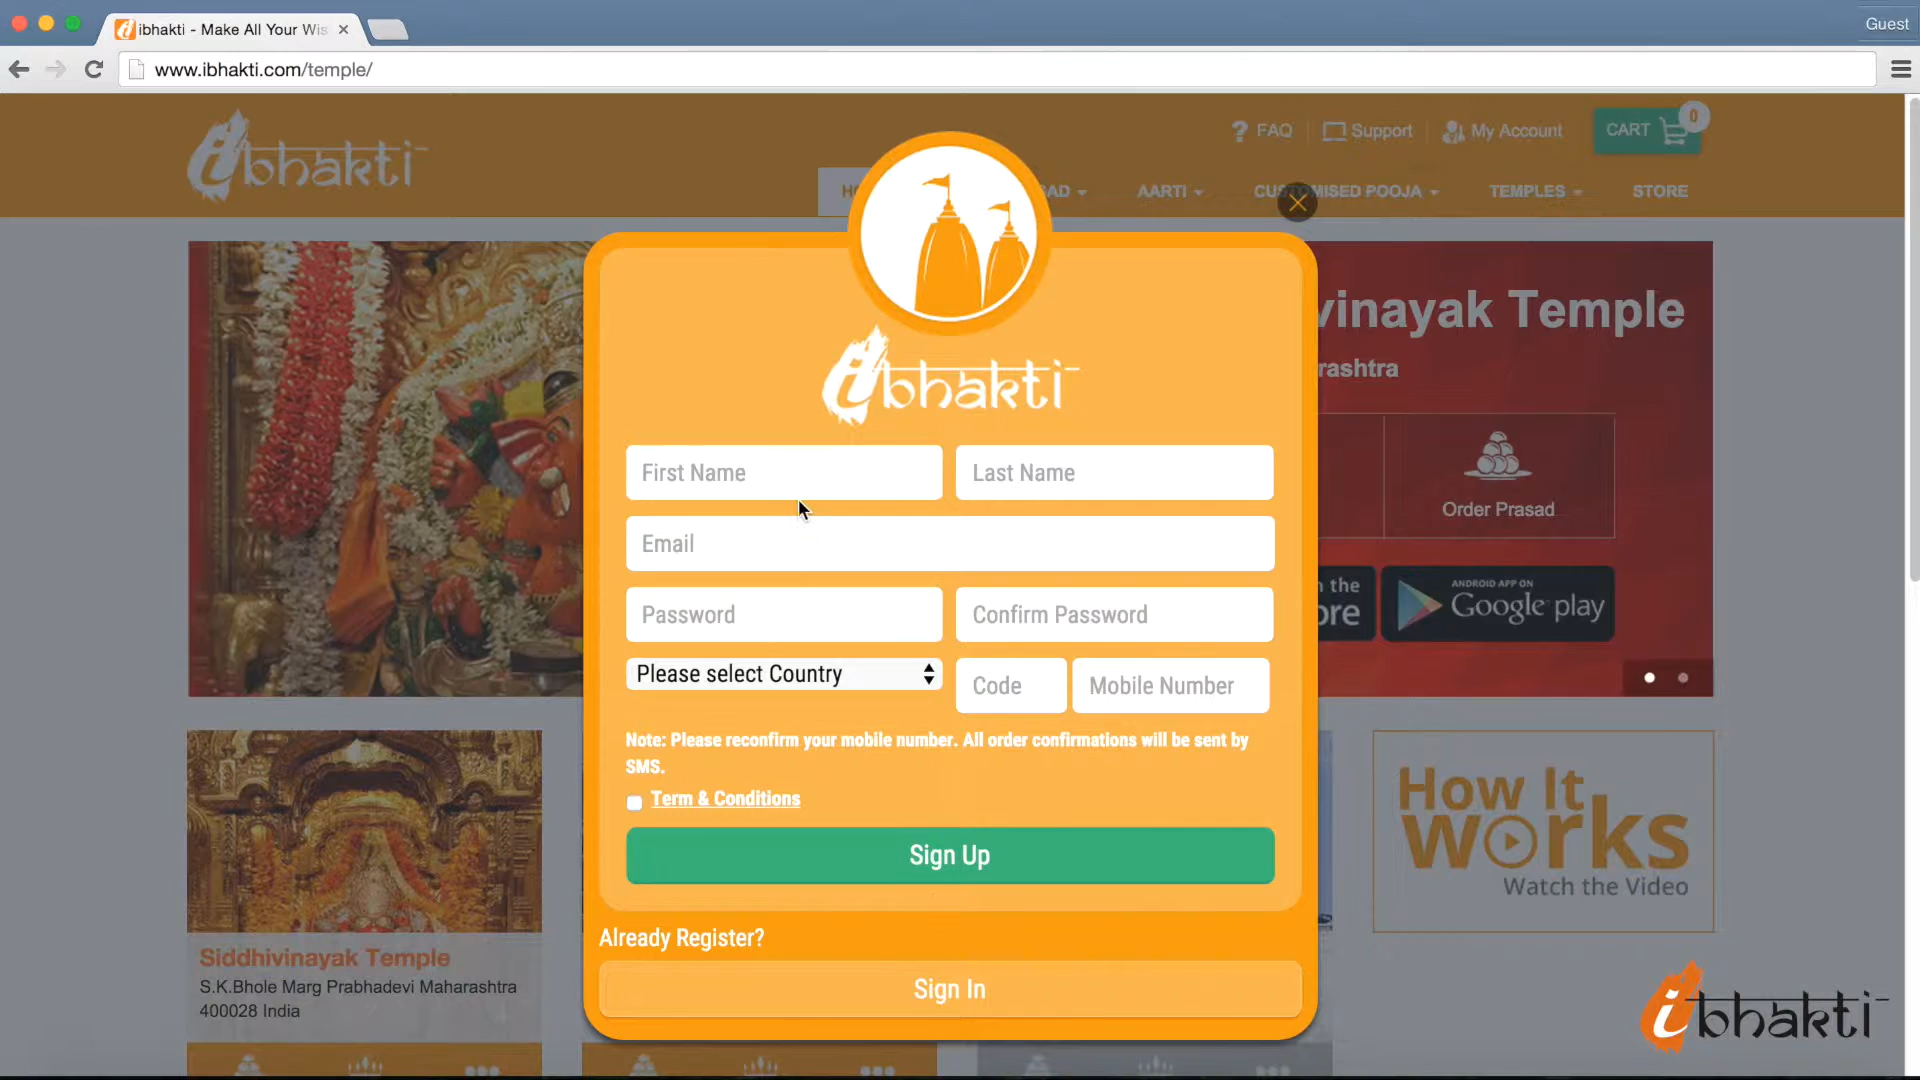 ibhakti - Make All Your Wis
Guest
www.ibhakti.com/temple/
ibhakti
FAQ
Support
My Account
CART
0
AARTI
CUSTOMISED POOJA
TEMPLES
STORE
ibhakti
vinayak Temple
rashtra
Order Prasad
ANDROID APP ON
Google play
First Name
Last Name
Email
Password
Confirm Password
Please select Country
Code
Mobile Number
Note: Please reconfirm your mobile number. All order confirmations will be sent by
SMS.
Term & Conditions
Sign Up
Already Register?
Sign In
How It
works
Watch the Video
Siddhivinayak Temple
S.K.Bhole Marg Prabhadevi Maharashtra
400028 India
ibhakti